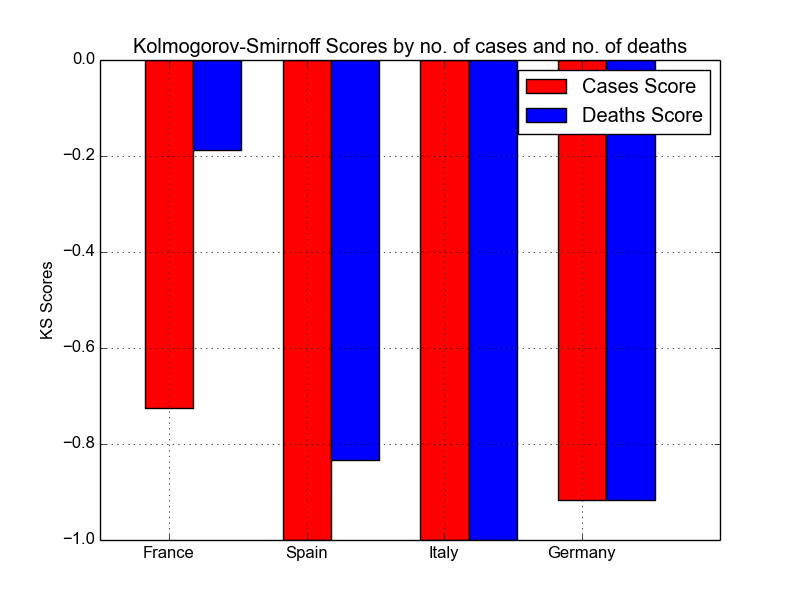 Kolmogorov-Smirnoff Scores by no. of cases and no. of deaths
Cases Score
Deaths Score
KS Scores
0.0
−0.2
−0.4
−0.6
−0.8
−1.0
France Spain Italy Germany